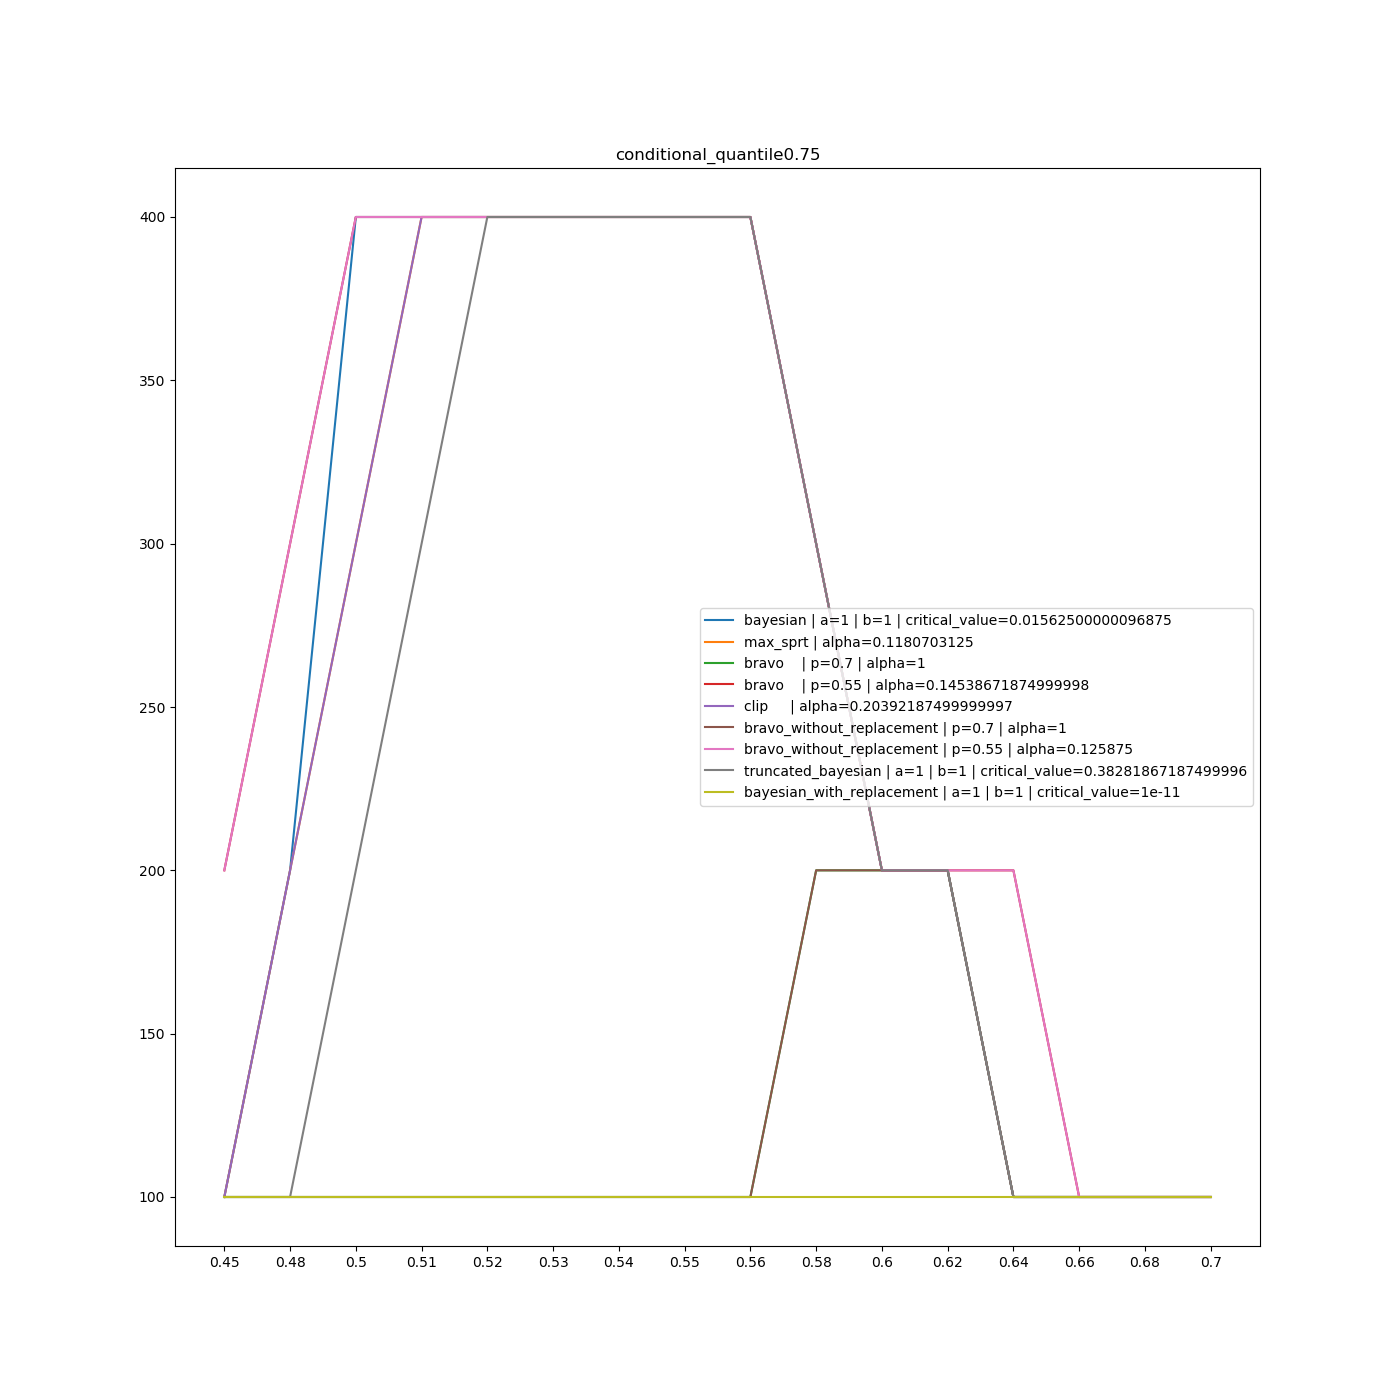 conditional_quantile0.75
400
350
300
250
200
150
100
bayesian | a=1 | b=1 | critical_value=0.01562500000096875
max_sprt | alpha=0.1180703125
bravo    | p=0.7 | alpha=1
bravo    | p=0.55 | alpha=0.14538671874999998
clip     | alpha=0.20392187499999997
bravo_without_replacement | p=0.7 | alpha=1
bravo_without_replacement | p=0.55 | alpha=0.125875
truncated_bayesian | a=1 | b=1 | critical_value=0.38281867187499996
bayesian_with_replacement | a=1 | b=1 | critical_value=1e-11
0.45 0.48 0.5 0.51 0.52 0.53 0.54 0.55 0.56 0.58 0.6 0.62 0.64 0.66 0.68 0.7